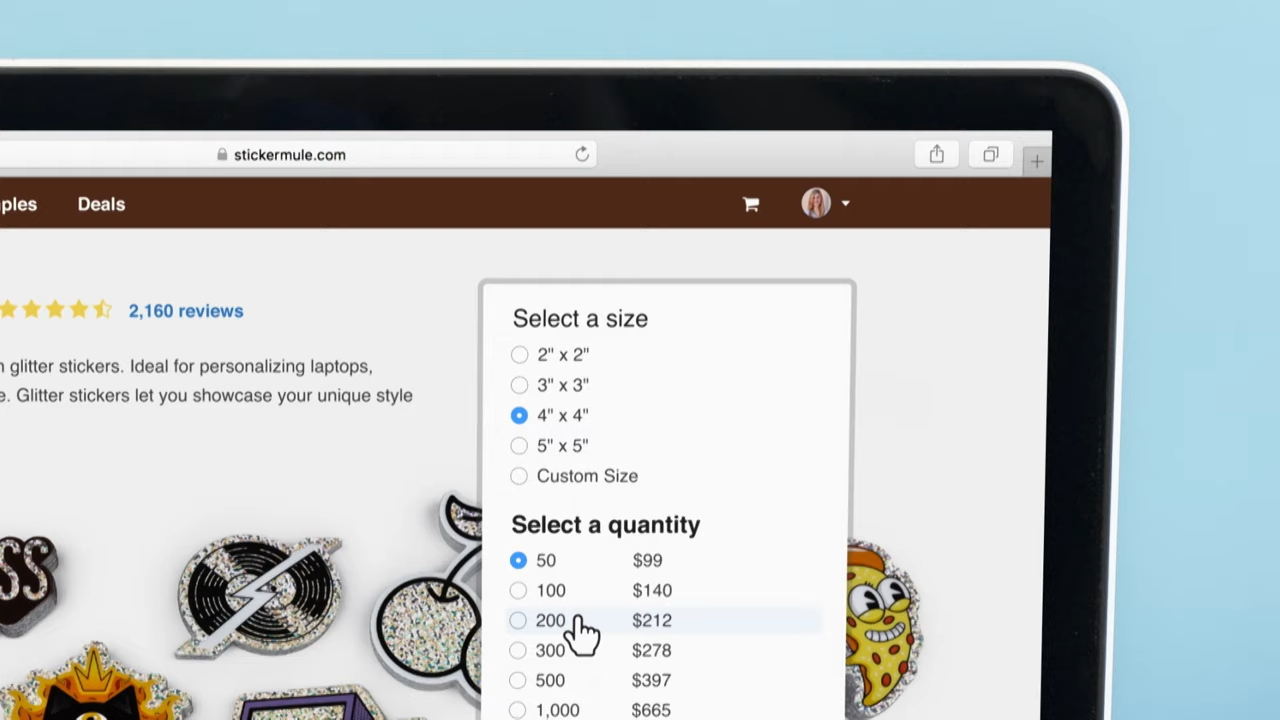 stickermule.com
ples
Deals
2,160 reviews
glitter stickers. Ideal for personalizing laptops,
e. Glitter stickers let you showcase your unique style
Select a size
2" x 2"
3" x 3"
4" x 4"
5" x 5"
Custom Size
Select a quantity
50 $99
100 $140
200 $212
300 $278
500 $397
1,000 $665
SS